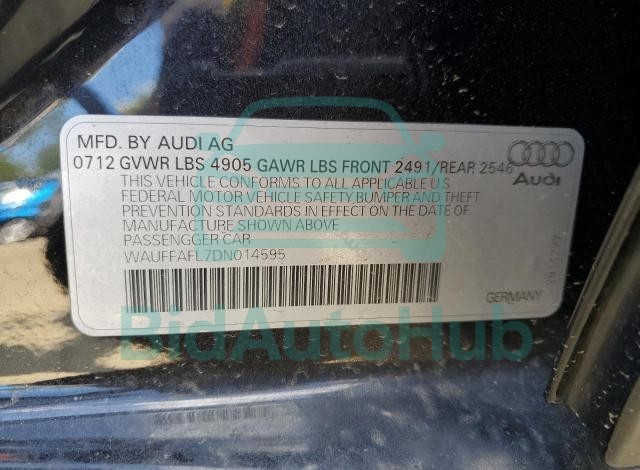 MFD. BY AUDI AG
0712 GVWR LBS 4905 GAWR LBS FRONT 2491/REAR 2546
THIS VEHICLE CONFORMS TO ALL APPLICABLE U.S
FEDERAL MOTOR VEHICLE SAFETY BUMPER AND THEFT
PREVENTION STANDARDS IN EFFECT ON THE DATE OF
MANUFACTURE SHOWN ABOVE
PASSENGGER CAR
WAUFFAFL7DN014595
Audi
GERMANY
BidAutoHub